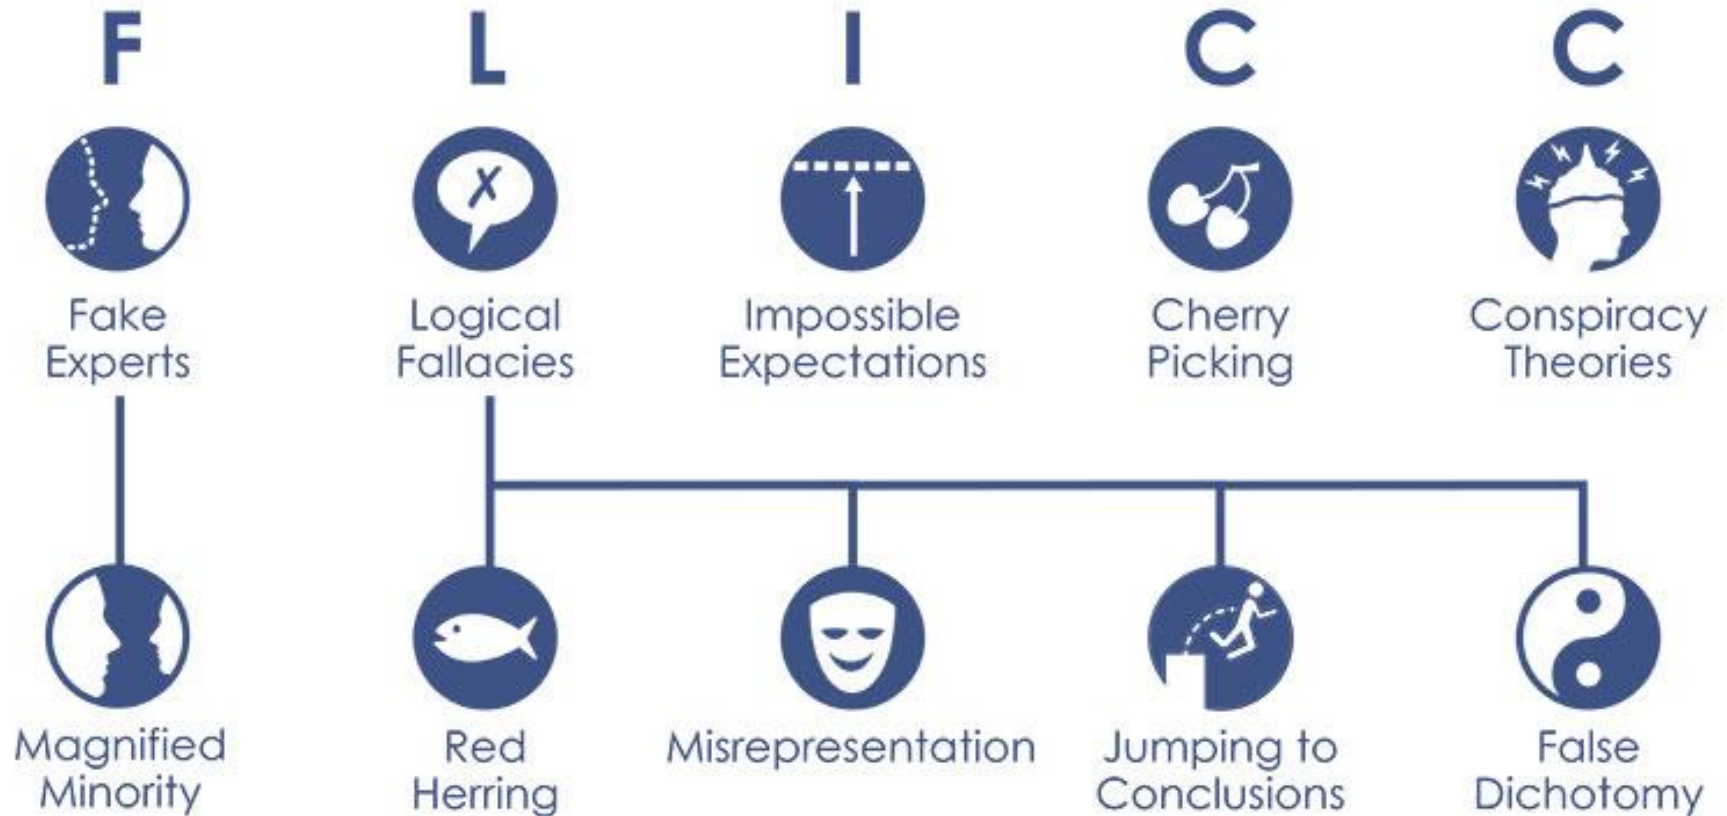 F L I C C
Fake
Experts
Logical
Fallacies
Impossible
Expectations
Cherry
Picking
Conspiracy
Theories
Magnified
Minority
Red
Herring
Misrepresentation
Jumping to
Conclusions
False
Dichotomy